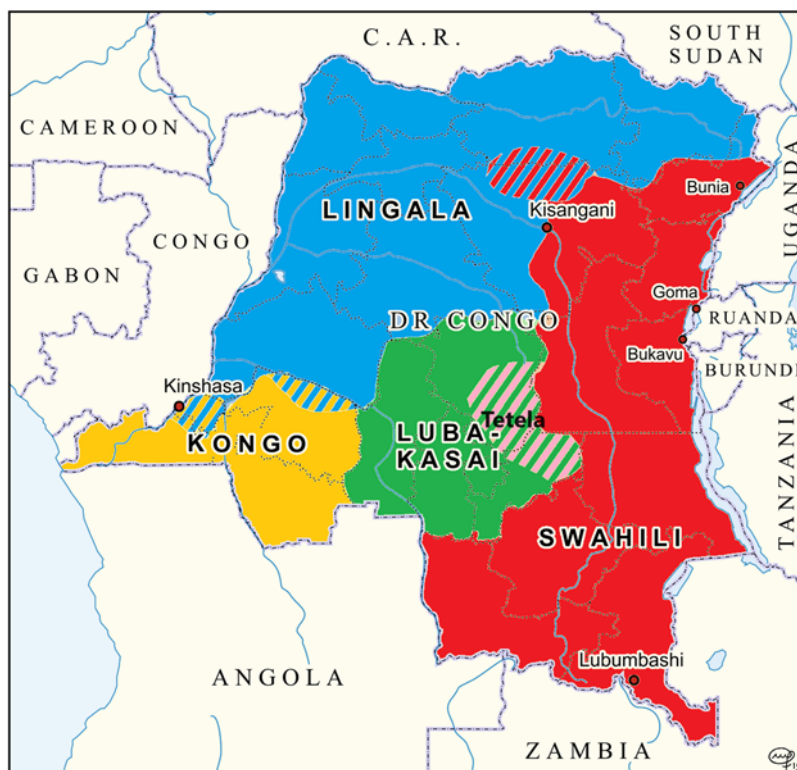 C.A.R.
SOUTH
SUDAN
CAMEROON
UGANDA
Bunia
LINGALA
Kisangani
CONGO
GABON
Goma
DR CONGO
RUANDA
Bukavu
BURUNDI
Kinshasa
TANZANIA
Tetela
KONGO
LUBA-
KASAI
SWAHILI
Lubumbashi
ANGOLA
ZAMBIA